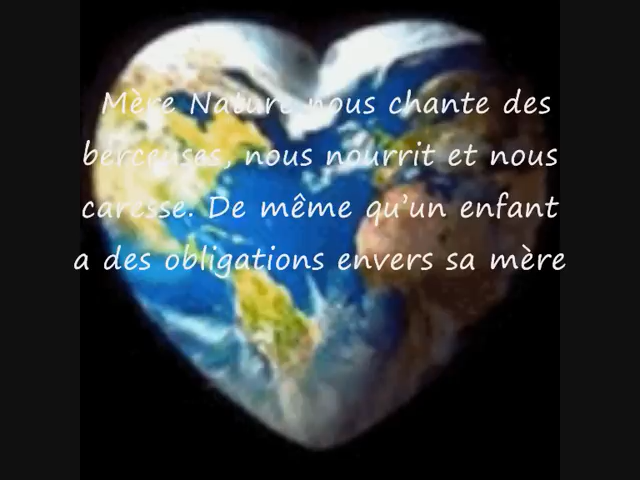 Mère Nature nous chante des
berceuses, nous nourrit et nous
caresse. De même qu’un enfant
a des obligations envers sa mère